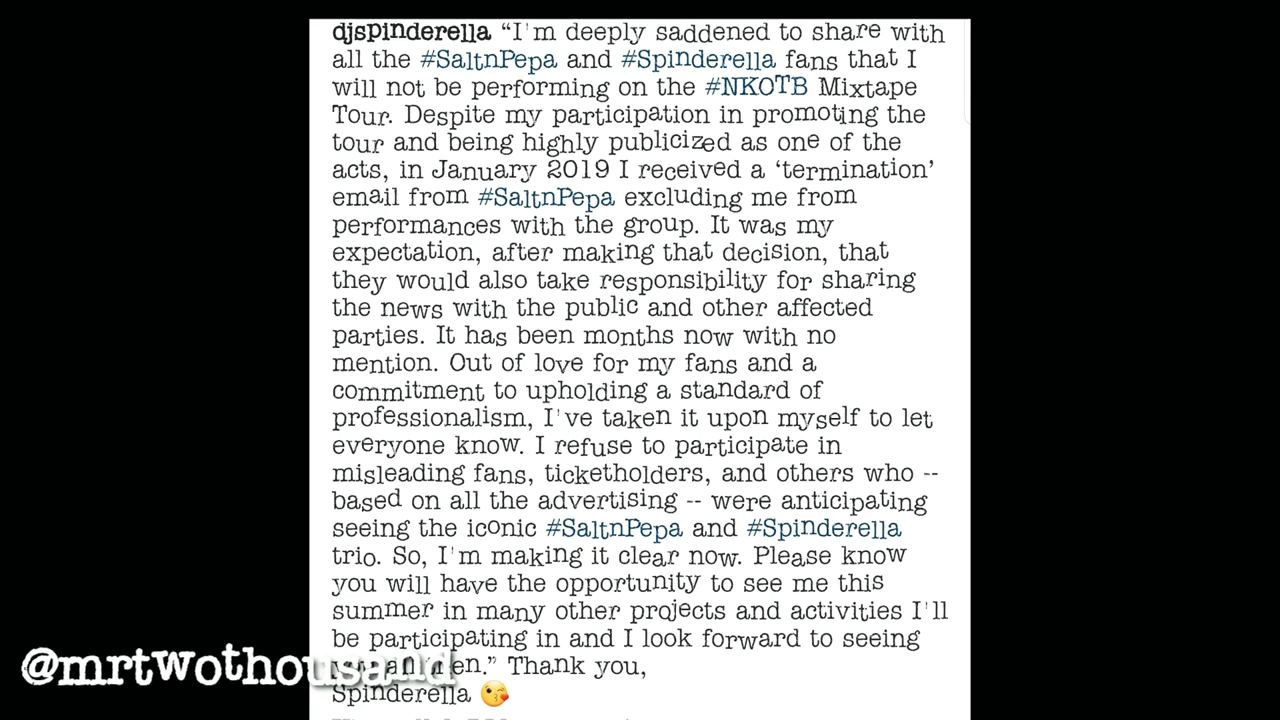 djspinderella “I'm deeply saddened to share with
all the #SaltnPepa and #Spinderella fans that I
will not be performing on the #NKOTB Mixtape
Tour. Despite my participation in promoting the
tour and being highly publicized as one of the
acts, in January 2019 I received a ‘termination’
email from #SaltnPepa excluding me from
performances with the group. It was my
expectation, after making that decision, that
they would also take responsibility for sharing
the news with the public and other affected
parties. It has been months now with no
mention. Out of love for my fans and a
commitment to upholding a standard of
professionalism, I've taken it upon myself to let
everyone know. I refuse to participate in
misleading fans, ticketholders, and others who --
based on all the advertising -- were anticipating
seeing the iconic #SaltnPepa and #Spinderella
trio. So, I'm making it clear now. Please know
you will have the opportunity to see me this
summer in many other projects and activities I'll
be participating in and I look forward to seeing
Thank you,
Spinderella 😘
@mrtwothousand